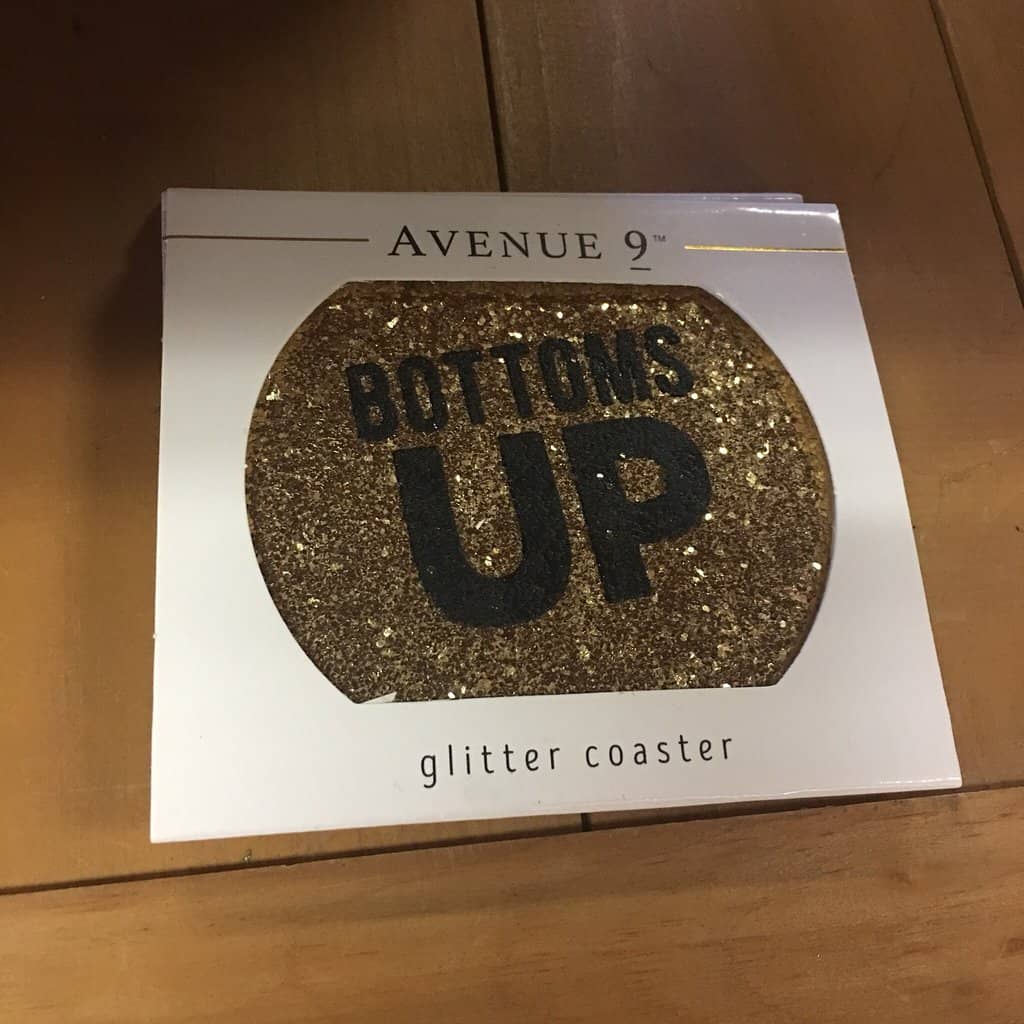 AVENUE 9™
BOTTOMS
UP
glitter coaster